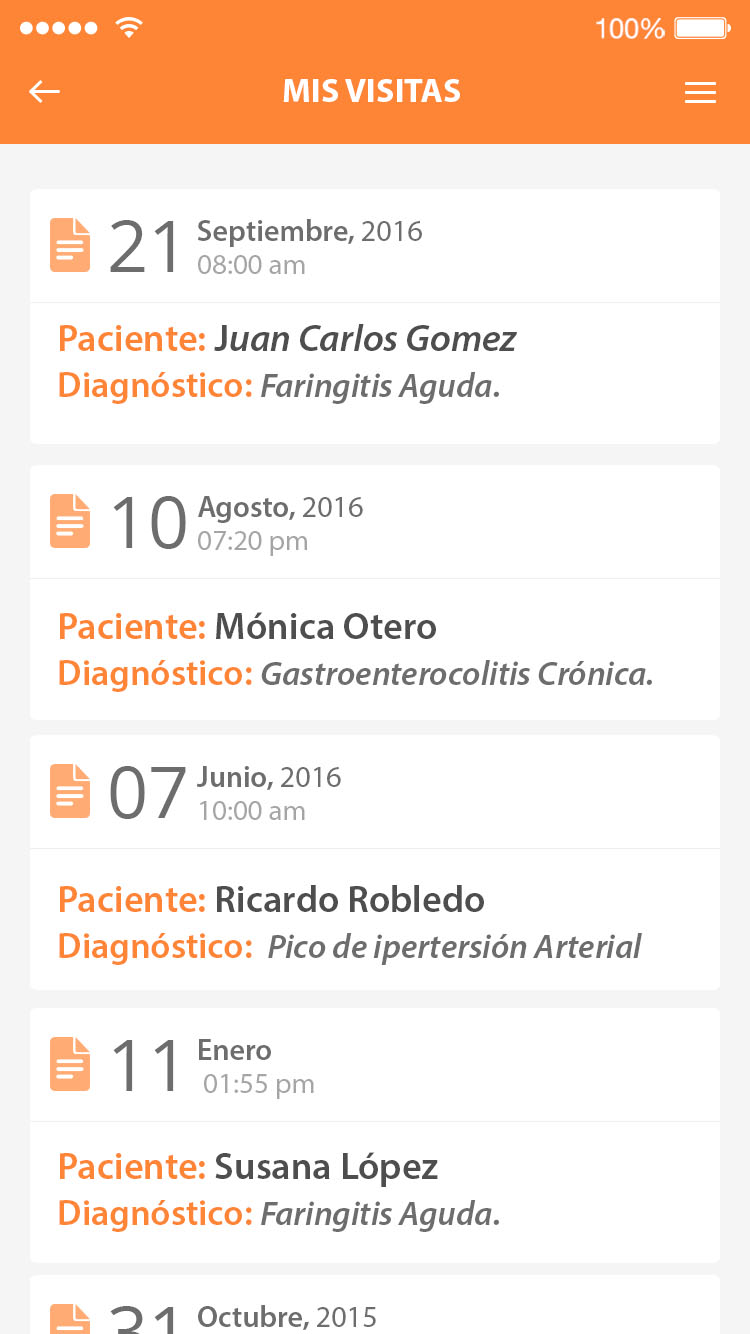 100%
MIS VISITAS
21 Septiembre, 2016
08:00 am
Paciente: Juan Carlos Gomez
Diagnóstico: Faringitis Aguda.
10 Agosto, 2016
07:20 pm
Paciente: Mónica Otero
Diagnóstico: Gastroenterocolitis Crónica.
07 Junio, 2016
10:00 am
Paciente: Ricardo Robledo
Diagnóstico: Pico de ipertersión Arterial
11 Enero
01:55 pm
Paciente: Susana López
Diagnóstico: Faringitis Aguda.
31 Octubre, 2015